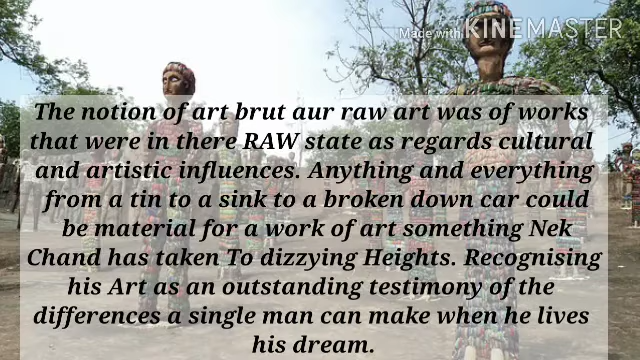 Made with KINEMASTER
The notion of art brut aur raw art was of works
that were in there RAW state as regards cultural
and artistic influences. Anything and everything
from a tin to a sink to a broken down car could
be material for a work of art something Nek
Chand has taken To dizzying Heights. Recognising
his Art as an outstanding testimony of the
differences a single man can make when he lives
his dream.